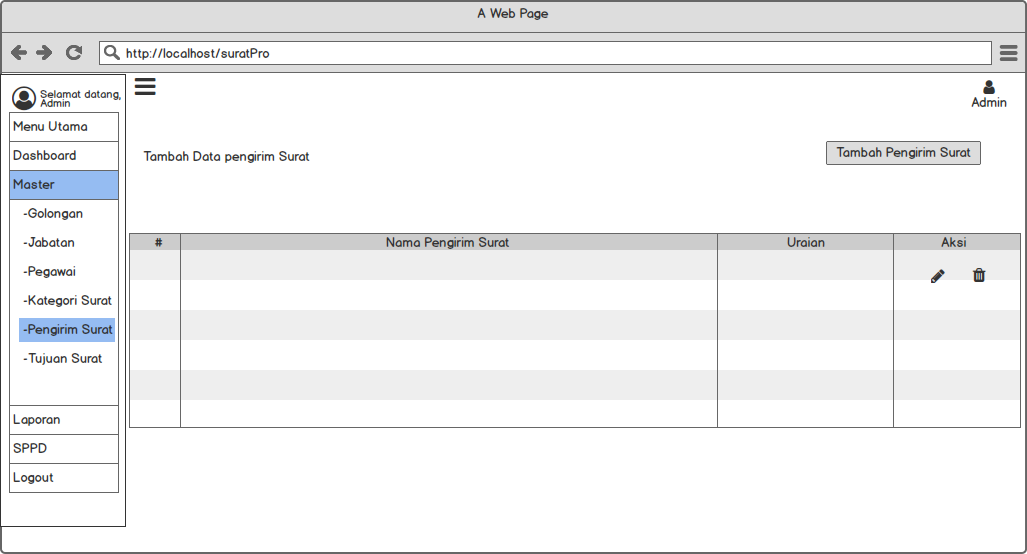 A Web Page
http://localhost/suratPro
Selamat datang,
Admin
Admin
Menu Utama
Dashboard
Master
-Golongan
-Jabatan
-Pegawai
-Kategori Surat
-Pengirim Surat
-Tujuan Surat
Laporan
SPPD
Logout
Tambah Data pengirim Surat
Tambah Pengirim Surat
# Nama Pengirim Surat Uraian Aksi